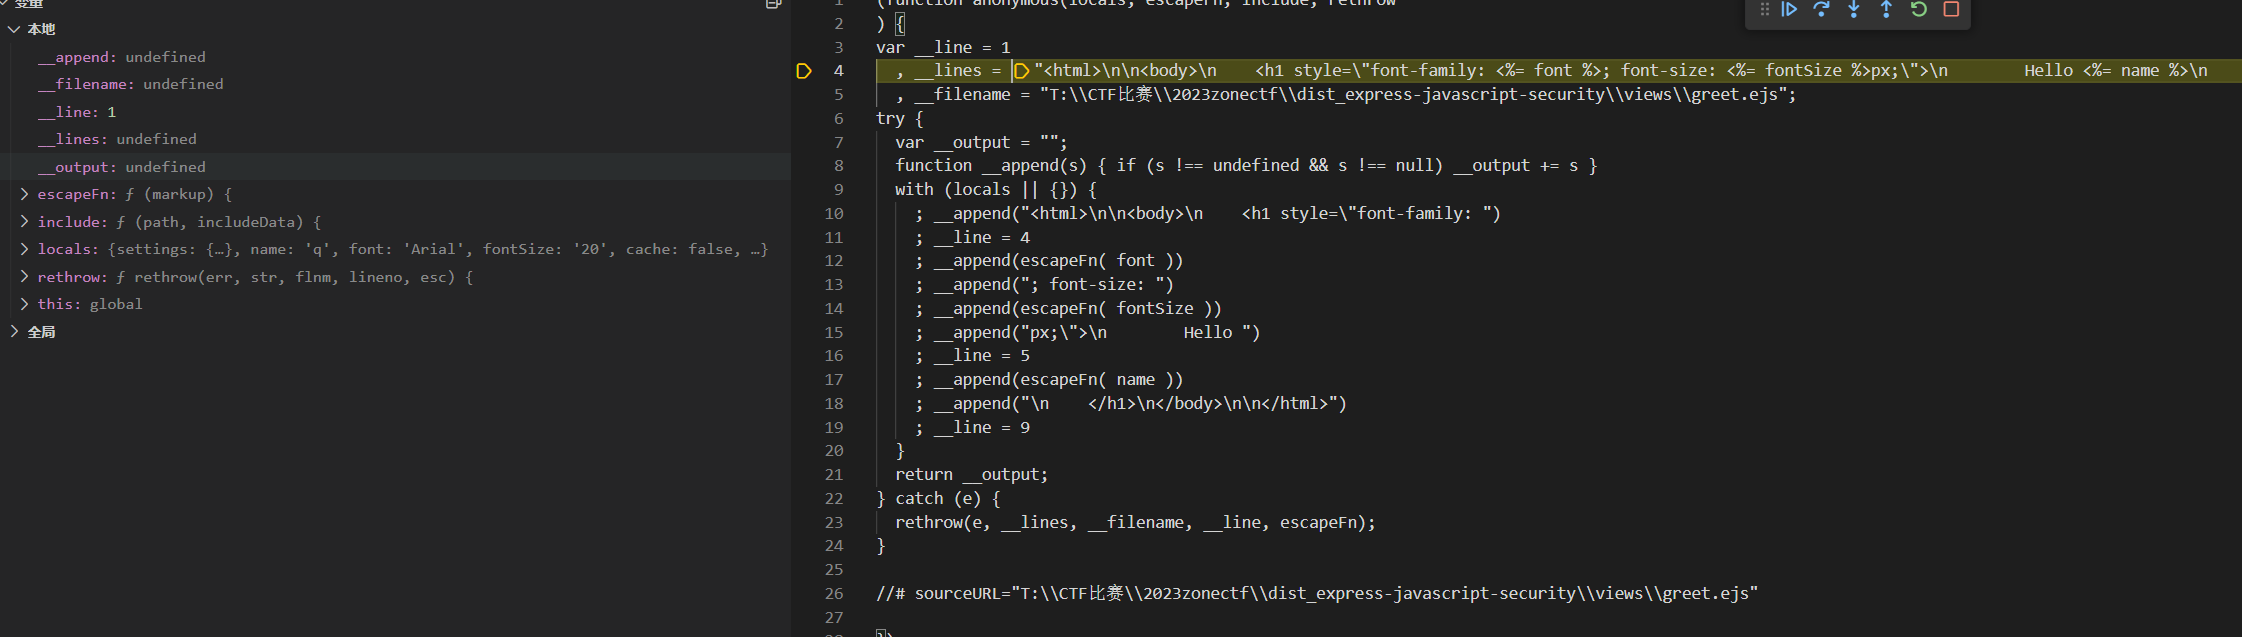 变量
本地
__append: undefined
__filename: undefined
__line: 1
__lines: undefined
__output: undefined
escapeFn: ƒ (markup) {
include: ƒ (path, includeData) {
locals: {settings: {…}, name: 'q', font: 'Arial', fontSize: '20', cache: false, …}
rethrow: ƒ rethrow(err, str, flnm, lineno, esc) {
this: global
全局
1 (function anonymous(locals, escapeFn, include, rethrow
2 ) {
3 var __line = 1
4   , __lines = "<html>\n\n<body>\n    <h1 style=\"font-family: <%= font %>; font-size: <%= fontSize %>px;\">\n        Hello <%= name %>\n
5   , __filename = "T:\\CTF比赛\\2023zonectf\\dist_express-javascript-security\\views\\greet.ejs";
6 try {
7   var __output = "";
8   function __append(s) { if (s !== undefined && s !== null) __output += s }
9   with (locals || {}) {
10     ; __append("<html>\n\n<body>\n    <h1 style=\"font-family: ")
11     ; __line = 4
12     ; __append(escapeFn( font ))
13     ; __append("; font-size: ")
14     ; __append(escapeFn( fontSize ))
15     ; __append("px;\">\n        Hello ")
16     ; __line = 5
17     ; __append(escapeFn( name ))
18     ; __append("\n    </h1>\n</body>\n\n</html>")
19     ; __line = 9
20   }
21   return __output;
22 } catch (e) {
23   rethrow(e, __lines, __filename, __line, escapeFn);
24 }
25
26 //# sourceURL="T:\\CTF比赛\\2023zonectf\\dist_express-javascript-security\\views\\greet.ejs"
27
28 })